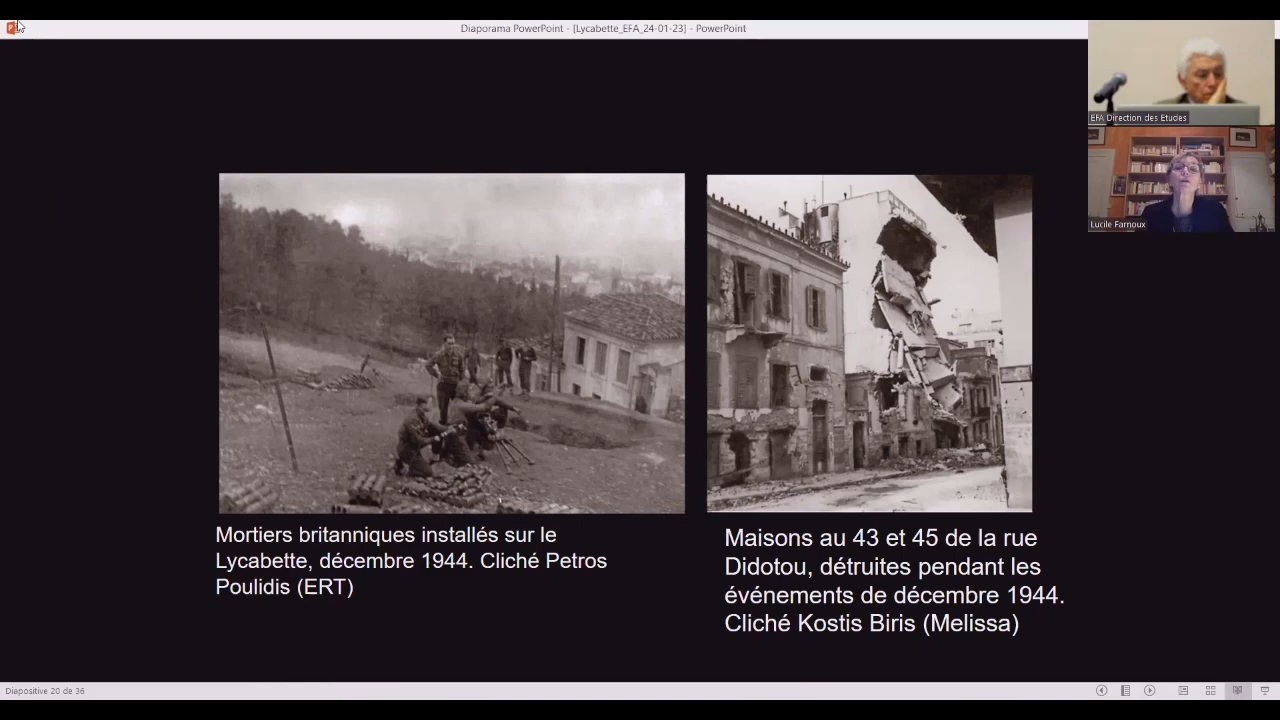 Diaporama PowerPoint - [Lycabette_EFA_24-01-23] - PowerPoint
EFA Direction des Etudes
Lucile Farnoux
Mortiers britanniques installés sur le
Lycabette, décembre 1944. Cliché Petros
Poulidis (ERT)
Maisons au 43 et 45 de la rue
Didotou, détruites pendant les
événements de décembre 1944.
Cliché Kostis Biris (Melissa)
Diapositive 20 de 36